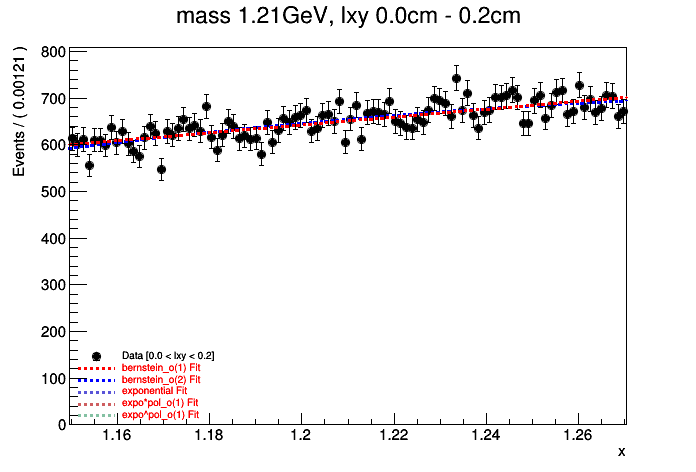 mass 1.21GeV, lxy 0.0cm - 0.2cm
Events / ( 0.00121 )
800
700
600
500
400
300
200
100
0
Data [0.0 < lxy < 0.2]
bernstein_o(1) Fit
bernstein_o(2) Fit
exponential Fit
expo*pol_o(1) Fit
expo^pol_o(1) Fit
1.16 1.18 1.2 1.22 1.24 1.26
x